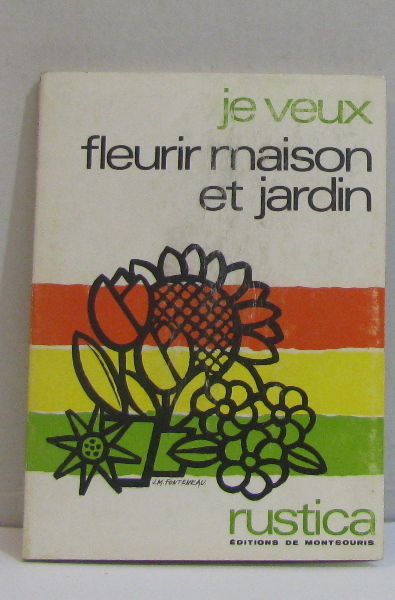 je veux
fleurir maison
et jardin
J.M. FONTENEAU
rustica
ÉDITIONS DE MONTSOURIS